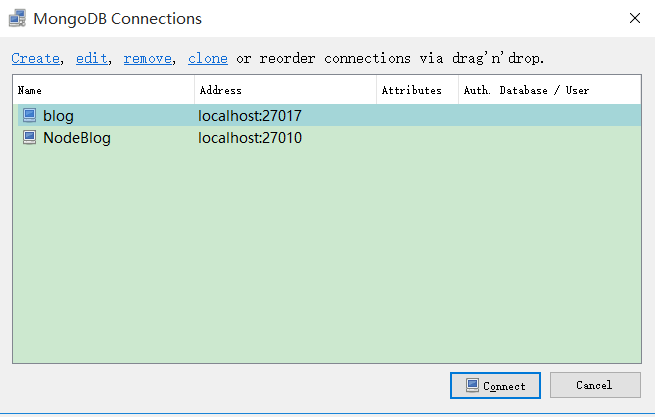 MongoDB Connections
Create, edit, remove, clone or reorder connections via drag'n'drop.
Name Address Attributes Auth. Database / User
blog localhost:27017
NodeBlog localhost:27010
Connect Cancel